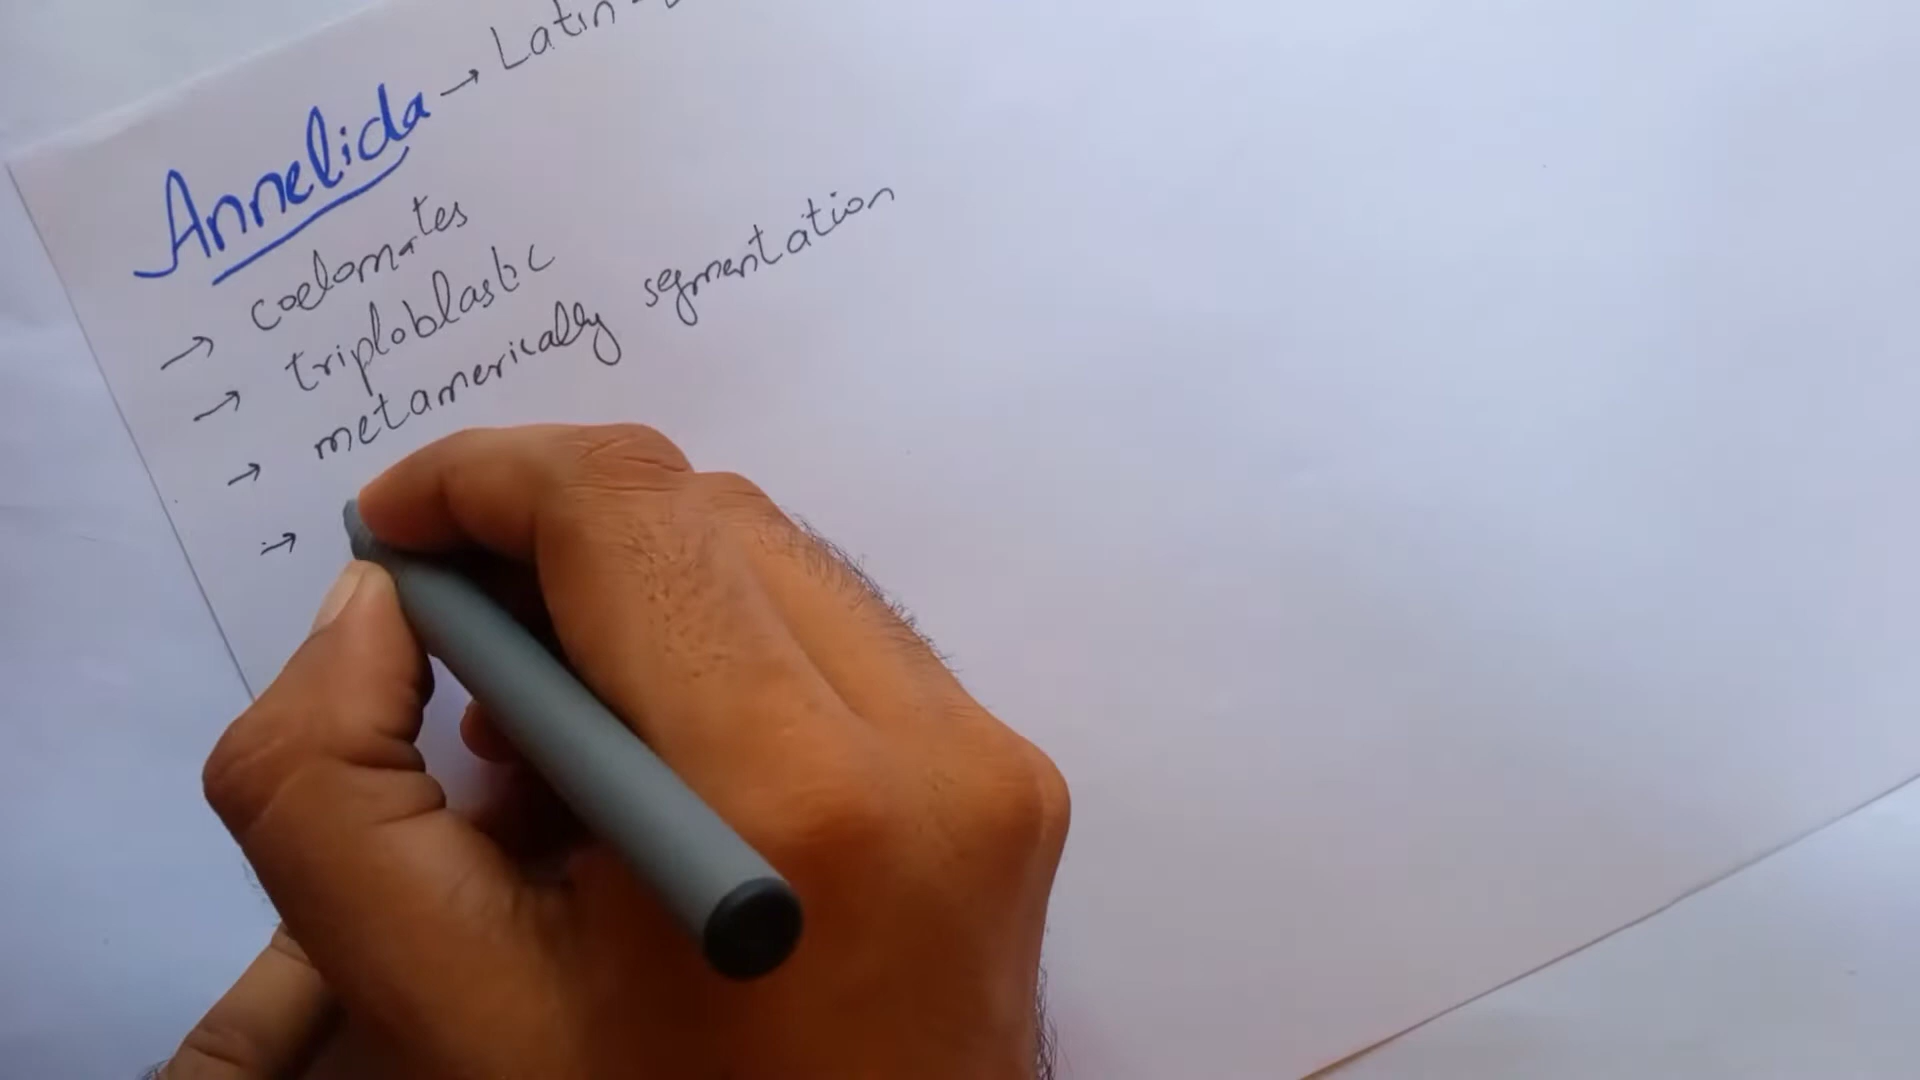 Annelida → Latin -
→ coelomates
→ triploblastic
→ metamerically segmentation
→